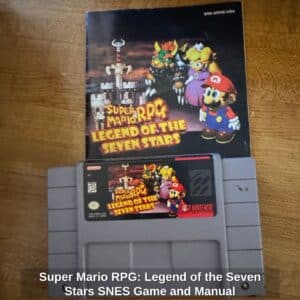 SNS-ARWE-USA
SUPER
MARIO RPG
LEGEND OF THE
SEVEN STARS
SUPER
MARIO RPG
LEGEND OF THE
SEVEN STARS
Super Mario RPG: Legend of the Seven
Stars SNES Game and Manual